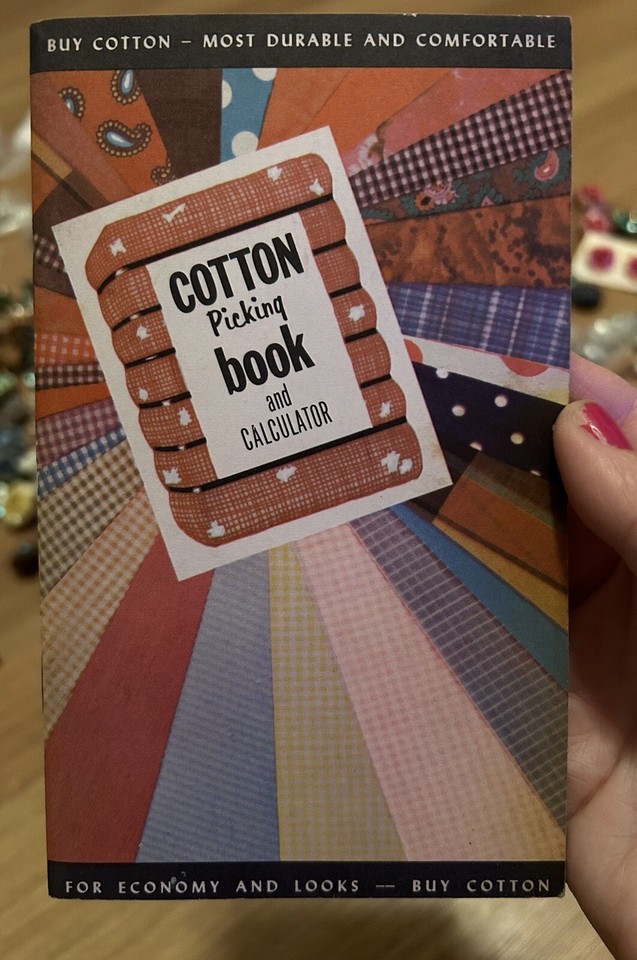 BUY COTTON – MOST DURABLE AND COMFORTABLE
COTTON
Picking
book
and
CALCULATOR
FOR ECONOMY AND LOOKS — BUY COTTON